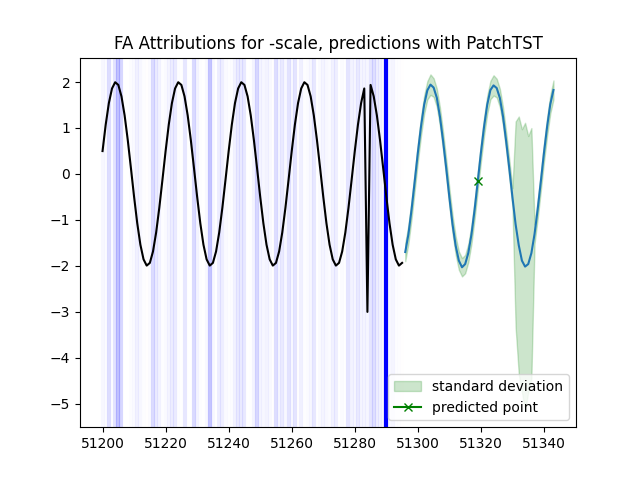 FA Attributions for -scale, predictions with PatchTST
2
1
0
−1
−2
−3
−4
−5
standard deviation
predicted point
51200 51220 51240 51260 51280 51300 51320 51340